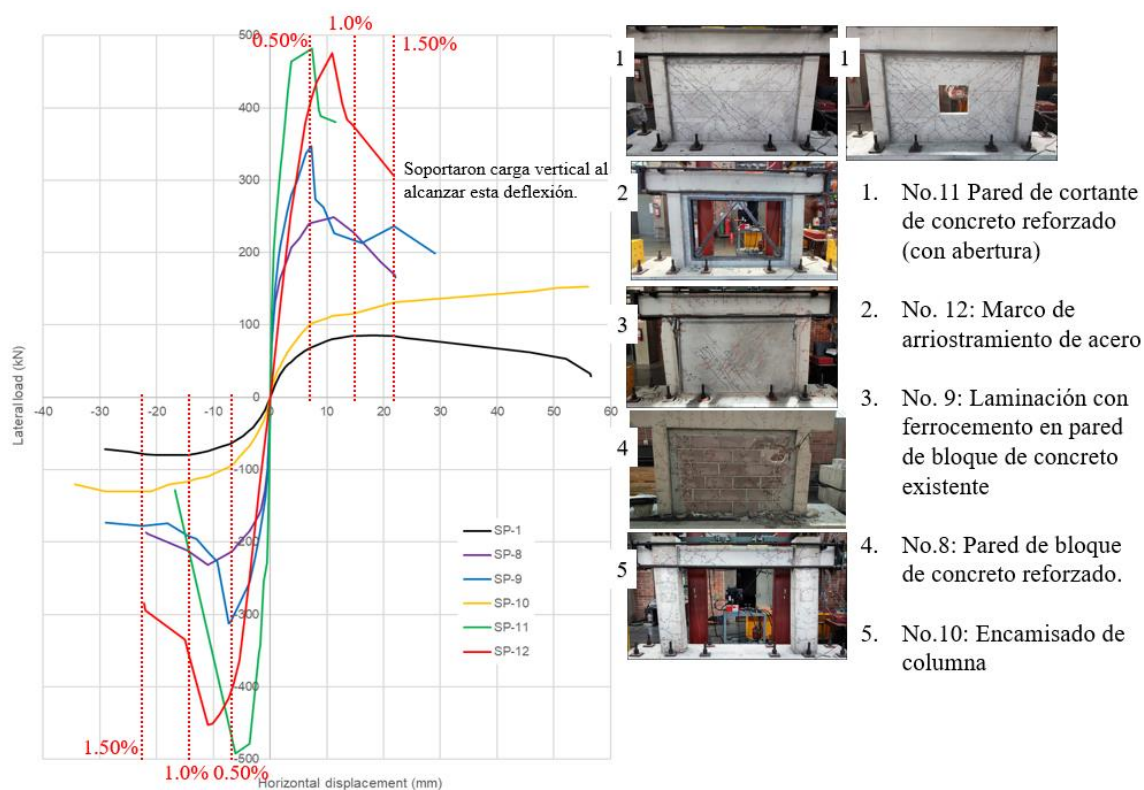 0.50%
1.0%
1.50%
500
400
300
200
100
0
-100
-200
-300
-400
-500
-40
-30
-20
-10
0
10
20
30
40
50
60
Lateralload (kN)
Horizontal displacement (mm)
Soportaron carga vertical al
alcanzar esta deflexión.
SP-1
SP-8
SP-9
SP-10
SP-11
SP-12
1.50%
1.0%
0.50%
1
1
2
3
4
5
1. No.11 Pared de cortante
de concreto reforzado
(con abertura)
2. No. 12: Marco de
arriostramiento de acero
3. No. 9: Laminación con
ferrocemento en pared
de bloque de concreto
existente
4. No.8: Pared de bloque
de concreto reforzado.
5. No.10: Encamisado de
columna